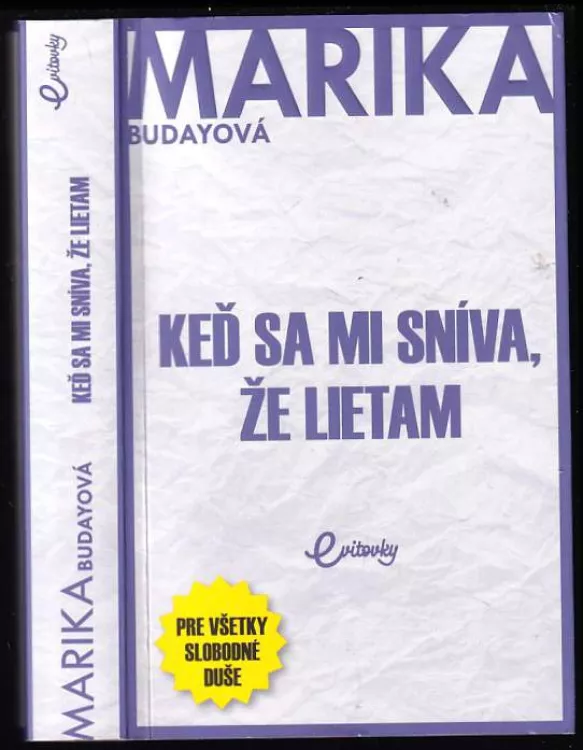 evitovky
KEĎ SA MI SNÍVA, ŽE LIETAM
MARIKA
BUDAYOVÁ
MARIKA
BUDAYOVÁ
KEĎ SA MI SNÍVA,
ŽE LIETAM
evitovky
PRE VŠETKY
SLOBODNÉ
DUŠE